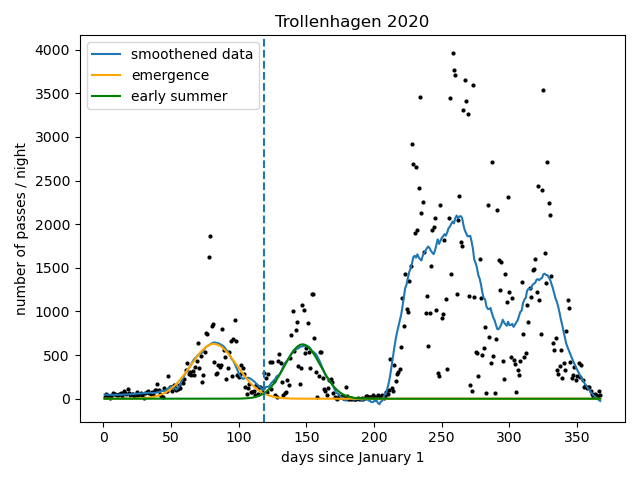 Trollenhagen 2020
smoothened data
emergence
early summer
number of passes / night
4000
3500
3000
2500
2000
1500
1000
500
0
0 50 100 150 200 250 300 350
days since January 1